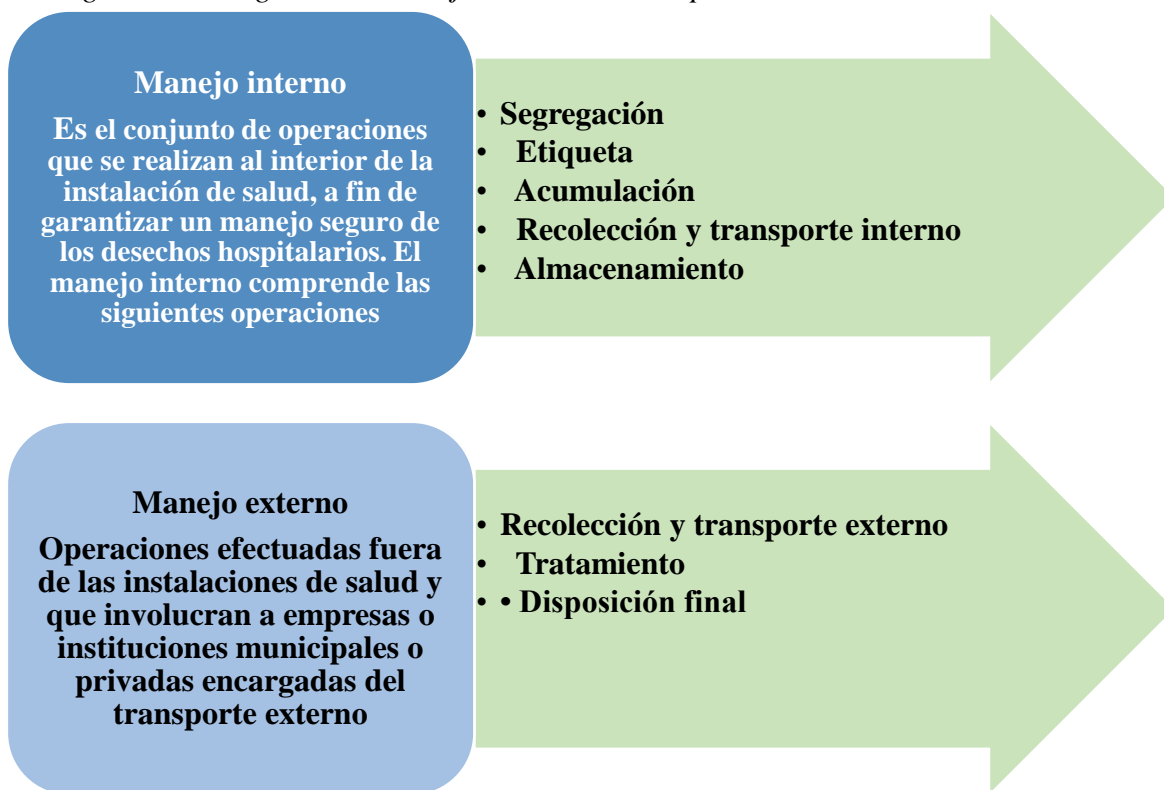 Manejo interno
Es el conjunto de operaciones
que se realizan al interior de la
instalación de salud, a fin de
garantizar un manejo seguro de
los desechos hospitalarios. El
manejo interno comprende las
siguientes operaciones
• Segregación
• Etiqueta
• Acumulación
• Recolección y transporte interno
• Almacenamiento
Manejo externo
Operaciones efectuadas fuera
de las instalaciones de salud y
que involucran a empresas o
instituciones municipales o
privadas encargadas del
transporte externo
• Recolección y transporte externo
• Tratamiento
• • Disposición final